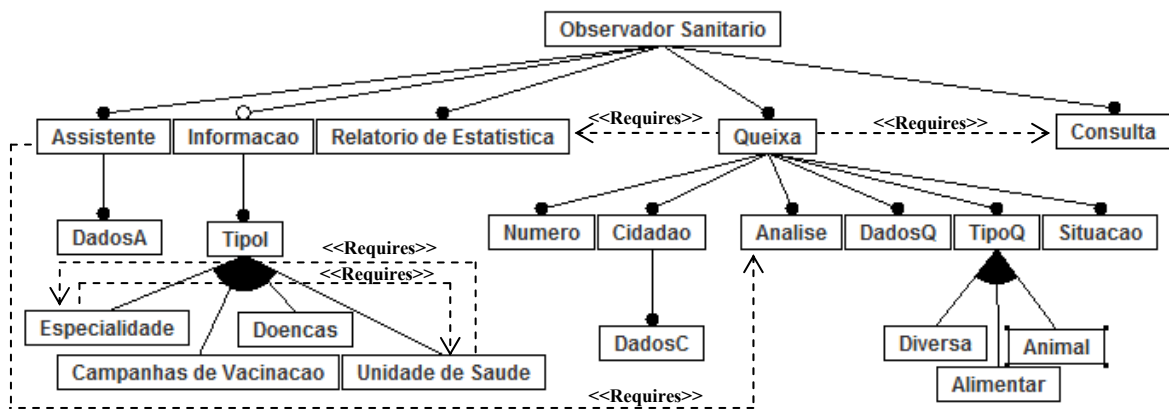 Observador Sanitario
<<Requires>>
<<Requires>>
Assistente
Informacao
Relatorio de Estatistica
Queixa
Consulta
DadosA
TipoI
Numero
Cidadao
Analise
DadosQ
TipoQ
Situacao
<<Requires>>
<<Requires>>
Especialidade
Doencas
Campanhas de Vacinacao
Unidade de Saude
DadosC
Diversa
Animal
Alimentar
<<Requires>>